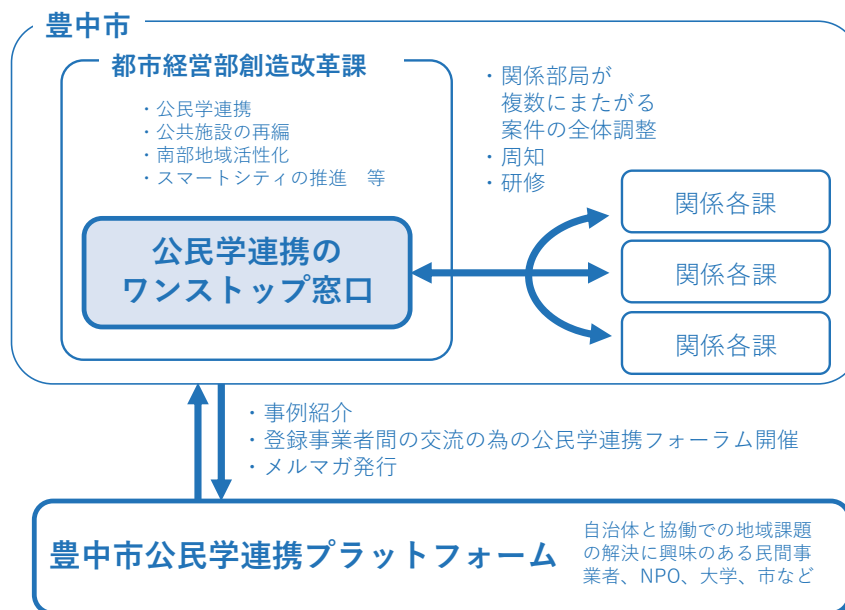 豊中市
都市経営部創造改革課
・公民学連携
・公共施設の再編
・南部地域活性化
・スマートシティの推進　等
公民学連携の
ワンストップ窓口
・関係部局が
複数にまたがる
案件の全体調整
・周知
・研修
関係各課
関係各課
関係各課
・事例紹介
・登録事業者間の交流の為の公民学連携フォーラム開催
・メルマガ発行
豊中市公民学連携プラットフォーム
自治体と協働での地域課題
の解決に興味のある民間事
業者、NPO、大学、市など